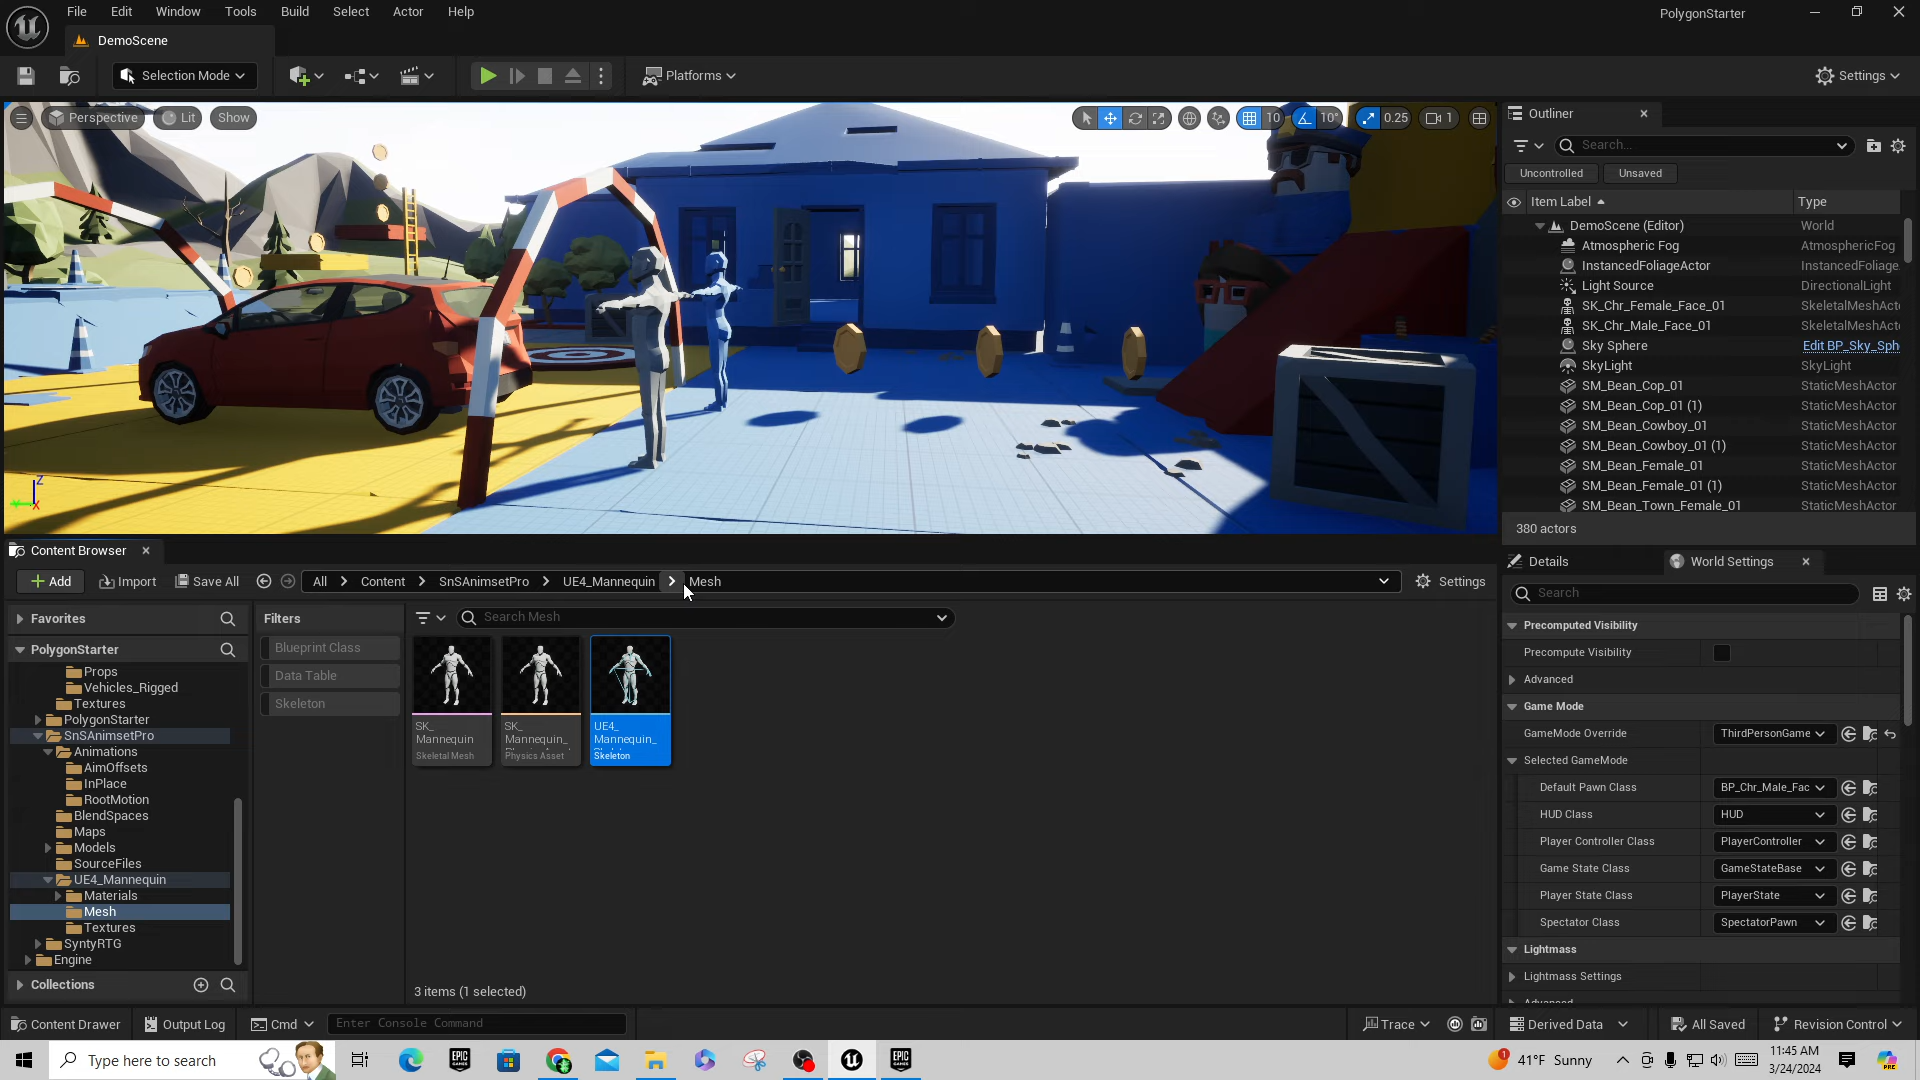 File Edit Window Tools Build Select Actor Help
PolygonStarter
DemoScene
Selection Mode
Platforms
Settings
Perspective Lit Show
10 10° 0.25 1
Outliner
Search...
Uncontrolled Unsaved
Item Label Type
DemoScene (Editor) World
Atmospheric Fog AtmosphericFog
InstancedFoliageActor InstancedFoliage
Light Source DirectionalLight
SK_Chr_Female_Face_01 SkeletalMeshActo
SK_Chr_Male_Face_01 SkeletalMeshActo
Sky Sphere Edit BP_Sky_Sph
SkyLight SkyLight
SM_Bean_Cop_01 StaticMeshActor
SM_Bean_Cop_01 (1) StaticMeshActor
SM_Bean_Cowboy_01 StaticMeshActor
SM_Bean_Cowboy_01 (1) StaticMeshActor
SM_Bean_Female_01 StaticMeshActor
SM_Bean_Female_01 (1) StaticMeshActor
SM_Bean_Town_Female_01 StaticMeshActor
380 actors
Z
Y X
Content Browser
Add Import Save All All Content SnSAnimsetPro UE4_Mannequin Mesh Settings
Favorites
PolygonStarter
Props
Vehicles_Rigged
Textures
PolygonStarter
SnSAnimsetPro
Animations
AimOffsets
InPlace
RootMotion
BlendSpaces
Maps
Models
SourceFiles
UE4_Mannequin
Materials
Mesh
Textures
SyntyRTG
Engine
Collections
Filters
Blueprint Class
Data Table
Skeleton
Search Mesh
SK_
Mannequin
Skeletal Mesh
SK_
Mannequin_
Physics Asset
UE4_
Mannequin_
Skeleton
3 items (1 selected)
Details World Settings
Search
Precomputed Visibility
Precompute Visibility
Advanced
Game Mode
GameMode Override ThirdPersonGame
Selected GameMode
Default Pawn Class BP_Chr_Male_Fac
HUD Class HUD
Player Controller Class PlayerController
Game State Class GameStateBase
Player State Class PlayerState
Spectator Class SpectatorPawn
Lightmass
Lightmass Settings
Advanced
Content Drawer Output Log Cmd Enter Console Command
Trace Derived Data All Saved Revision Control
Type here to search
EPIC GAMES
EPIC GAMES
1 41°F Sunny
11:45 AM
3/24/2024
PRE